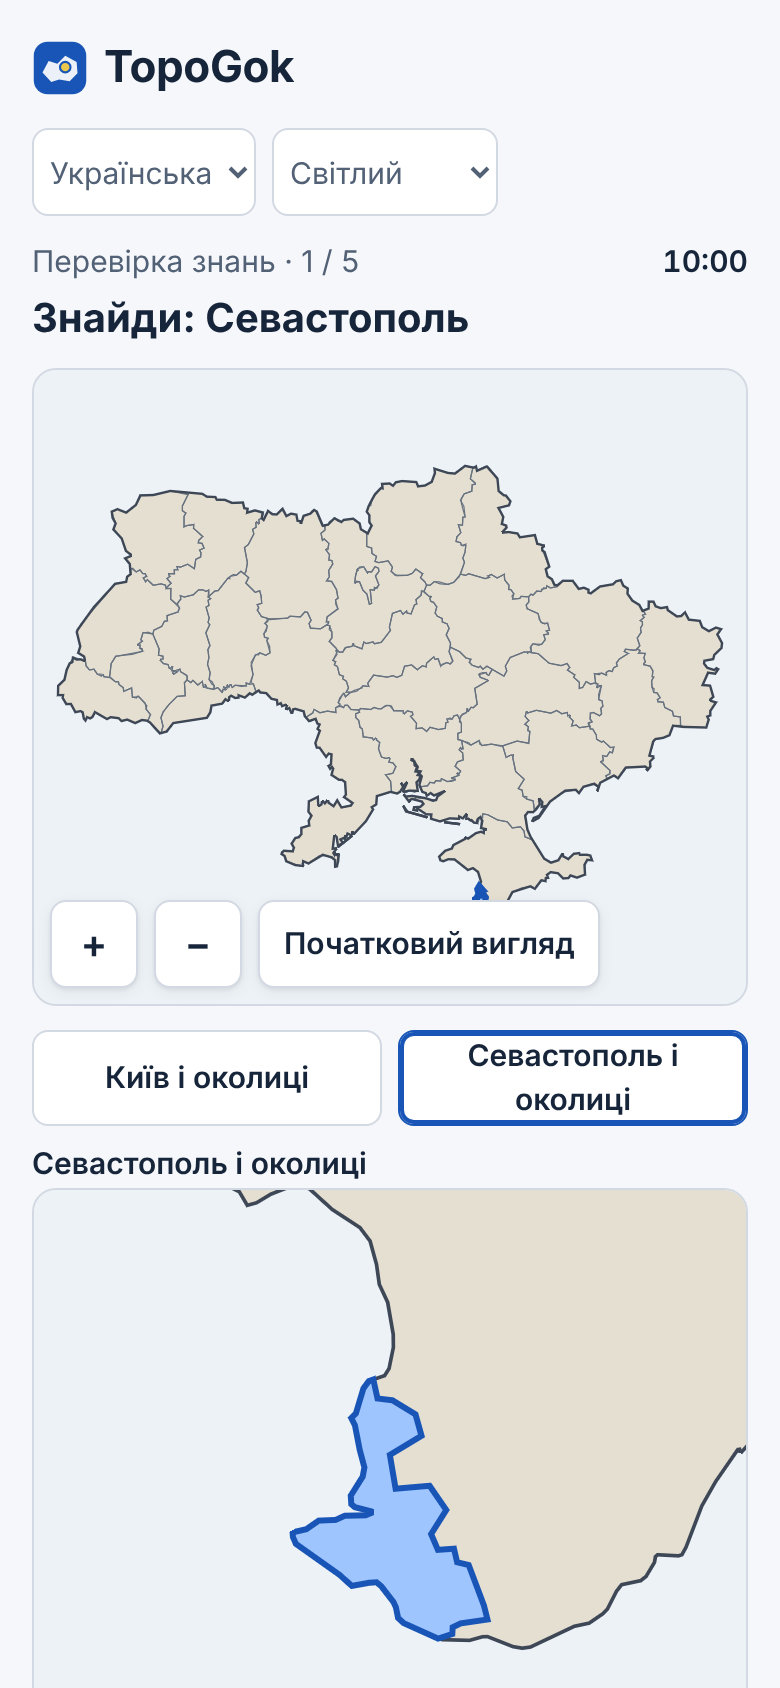 TopoGok
Українська
Світлий
Перевірка знань · 1 / 5
10:00
Знайди: Севастополь
+
−
Початковий вигляд
Київ і околиці
Севастополь і
околиці
Севастополь і околиці